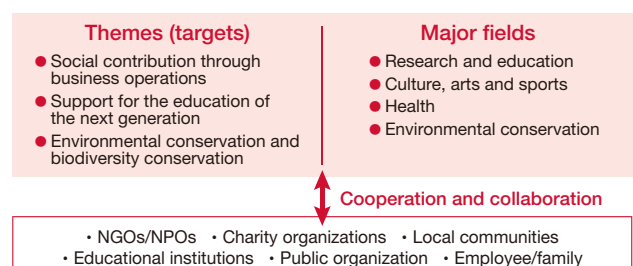 Themes (targets)
● Social contribution through
business operations
● Support for the education of
the next generation
● Environmental conservation and
biodiversity conservation
Major fields
● Research and education
● Culture, arts and sports
● Health
● Environmental conservation
Cooperation and collaboration
・NGOs/NPOs ・Charity organizations ・Local communities
・Educational institutions ・Public organization ・Employee/family